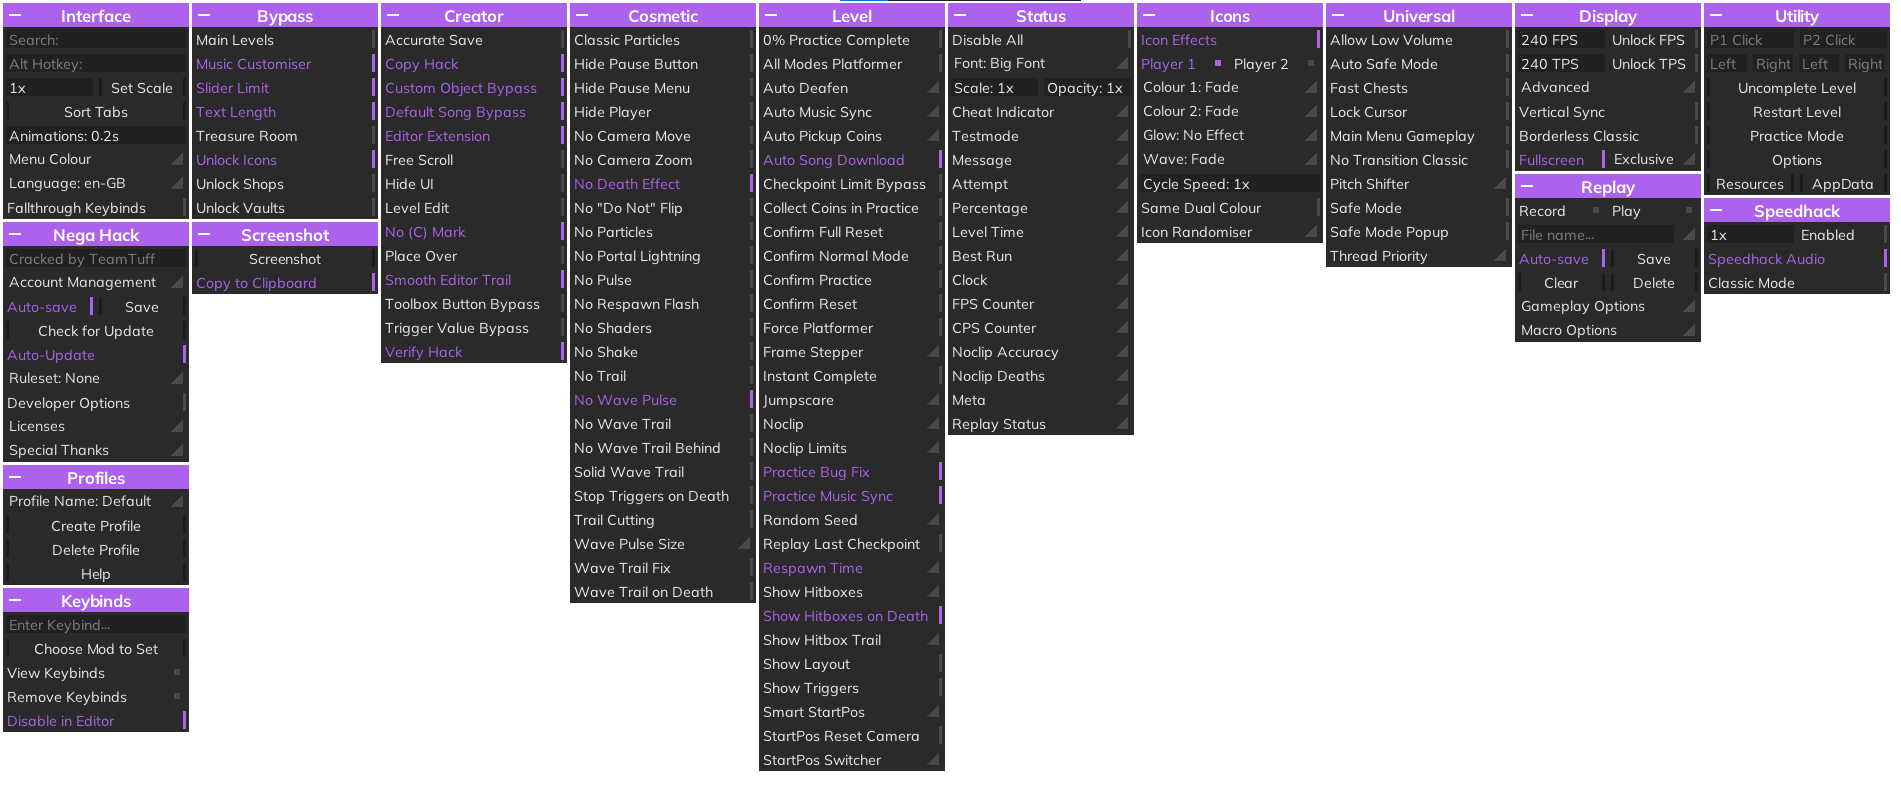 Interface
Search:
Alt Hotkey:
1x Set Scale
Sort Tabs
Animations: 0.2s
Menu Colour
Language: en-GB
Fallthrough Keybinds
Nega Hack
Cracked by TeamTuff
Account Management
Auto-save Save
Check for Update
Auto-Update
Ruleset: None
Developer Options
Licenses
Special Thanks
Profiles
Profile Name: Default
Create Profile
Delete Profile
Help
Keybinds
Enter Keybind...
Choose Mod to Set
View Keybinds
Remove Keybinds
Disable in Editor
Bypass
Main Levels
Music Customiser
Slider Limit
Text Length
Treasure Room
Unlock Icons
Unlock Shops
Unlock Vaults
Screenshot
Screenshot
Copy to Clipboard
Creator
Accurate Save
Copy Hack
Custom Object Bypass
Default Song Bypass
Editor Extension
Free Scroll
Hide UI
Level Edit
No (C) Mark
Place Over
Smooth Editor Trail
Toolbox Button Bypass
Trigger Value Bypass
Verify Hack
Cosmetic
Classic Particles
Hide Pause Button
Hide Pause Menu
Hide Player
No Camera Move
No Camera Zoom
No Death Effect
No "Do Not" Flip
No Particles
No Portal Lightning
No Pulse
No Respawn Flash
No Shaders
No Shake
No Trail
No Wave Pulse
No Wave Trail
No Wave Trail Behind
Solid Wave Trail
Stop Triggers on Death
Trail Cutting
Wave Pulse Size
Wave Trail Fix
Wave Trail on Death
Level
0% Practice Complete
All Modes Platformer
Auto Deafen
Auto Music Sync
Auto Pickup Coins
Auto Song Download
Checkpoint Limit Bypass
Collect Coins in Practice
Confirm Full Reset
Confirm Normal Mode
Confirm Practice
Confirm Reset
Force Platformer
Frame Stepper
Instant Complete
Jumpscare
Noclip
Noclip Limits
Practice Bug Fix
Practice Music Sync
Random Seed
Replay Last Checkpoint
Respawn Time
Show Hitboxes
Show Hitboxes on Death
Show Hitbox Trail
Show Layout
Show Triggers
Smart StartPos
StartPos Reset Camera
StartPos Switcher
Status
Disable All
Font: Big Font
Scale: 1x Opacity: 1x
Cheat Indicator
Testmode
Message
Attempt
Percentage
Level Time
Best Run
Clock
FPS Counter
CPS Counter
Noclip Accuracy
Noclip Deaths
Meta
Replay Status
Icons
Icon Effects
Player 1 Player 2
Colour 1: Fade
Colour 2: Fade
Glow: No Effect
Wave: Fade
Cycle Speed: 1x
Same Dual Colour
Icon Randomiser
Universal
Allow Low Volume
Auto Safe Mode
Fast Chests
Lock Cursor
Main Menu Gameplay
No Transition Classic
Pitch Shifter
Safe Mode
Safe Mode Popup
Thread Priority
Display
240 FPS Unlock FPS
240 TPS Unlock TPS
Advanced
Vertical Sync
Borderless Classic
Fullscreen Exclusive
Replay
Record Play
File name...
Auto-save Save
Clear Delete
Gameplay Options
Macro Options
Utility
P1 Click P2 Click
Left Right Left Right
Uncomplete Level
Restart Level
Practice Mode
Options
Resources AppData
Speedhack
1x Enabled
Speedhack Audio
Classic Mode